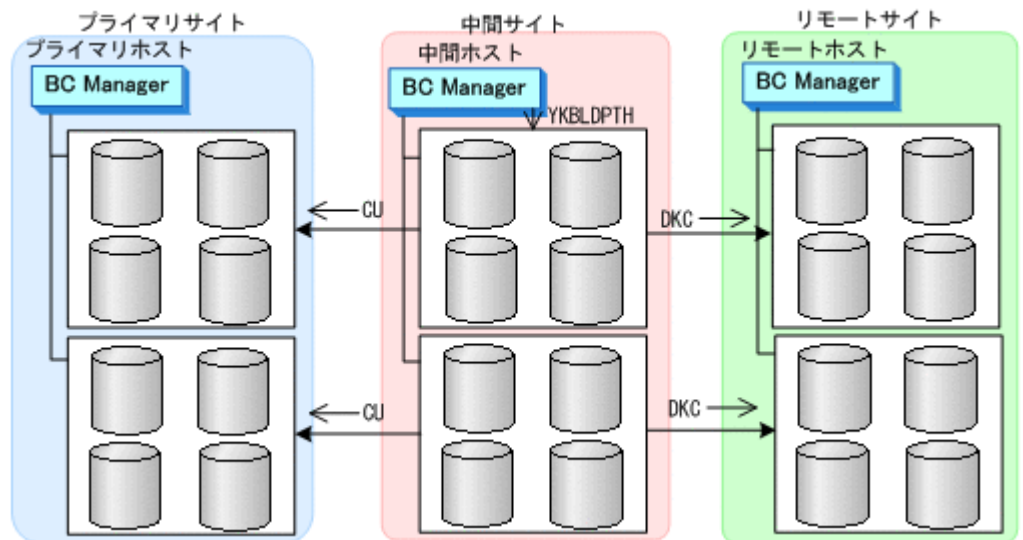 プライマリサイト
中間サイト
リモートサイト
プライマリホスト
中間ホスト
リモートホスト
BC Manager
BC Manager
BC Manager
YKBLDPTH
CU
DKC
CU
DKC